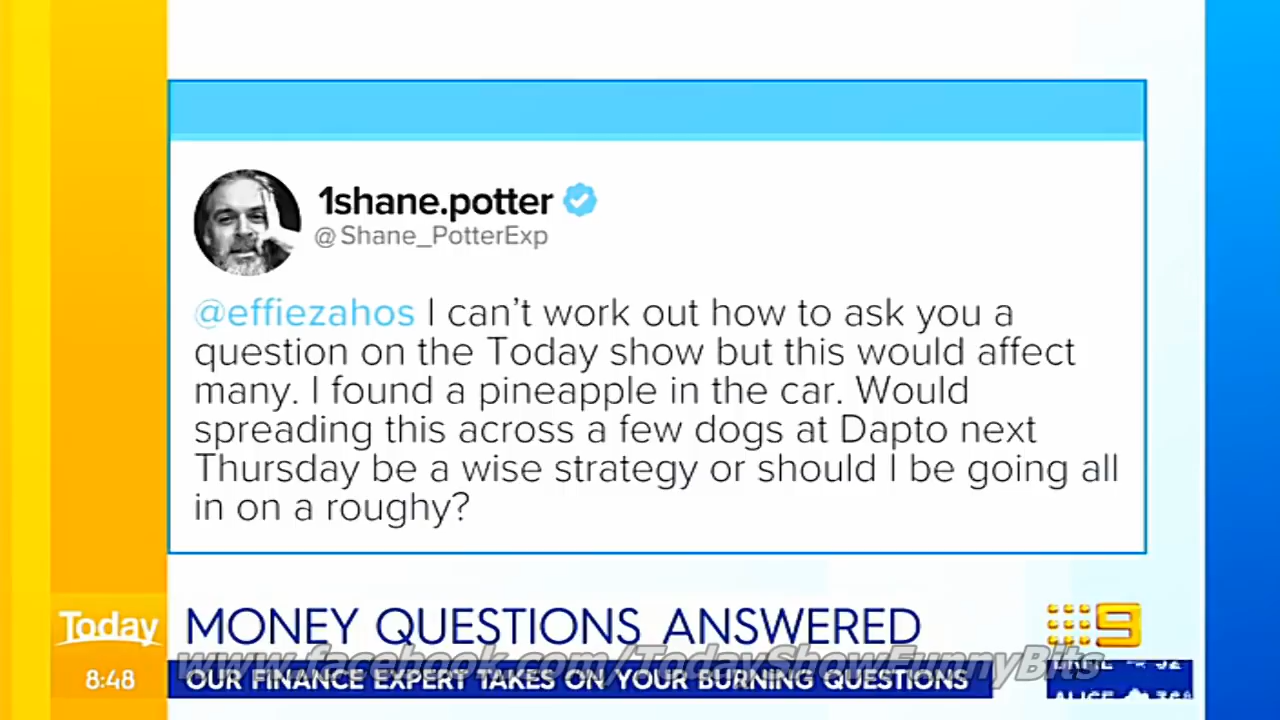 1shane.potter
@Shane_PotterExp
@effiezahos I can't work out how to ask you a
question on the Today show but this would affect
many. I found a pineapple in the car. Would
spreading this across a few dogs at Dapto next
Thursday be a wise strategy or should I be going all
in on a roughy?
Today
MONEY QUESTIONS ANSWERED
9
www.facebook.com/TodayShowFunnyBits
8:48
OUR FINANCE EXPERT TAKES ON YOUR BURNING QUESTIONS